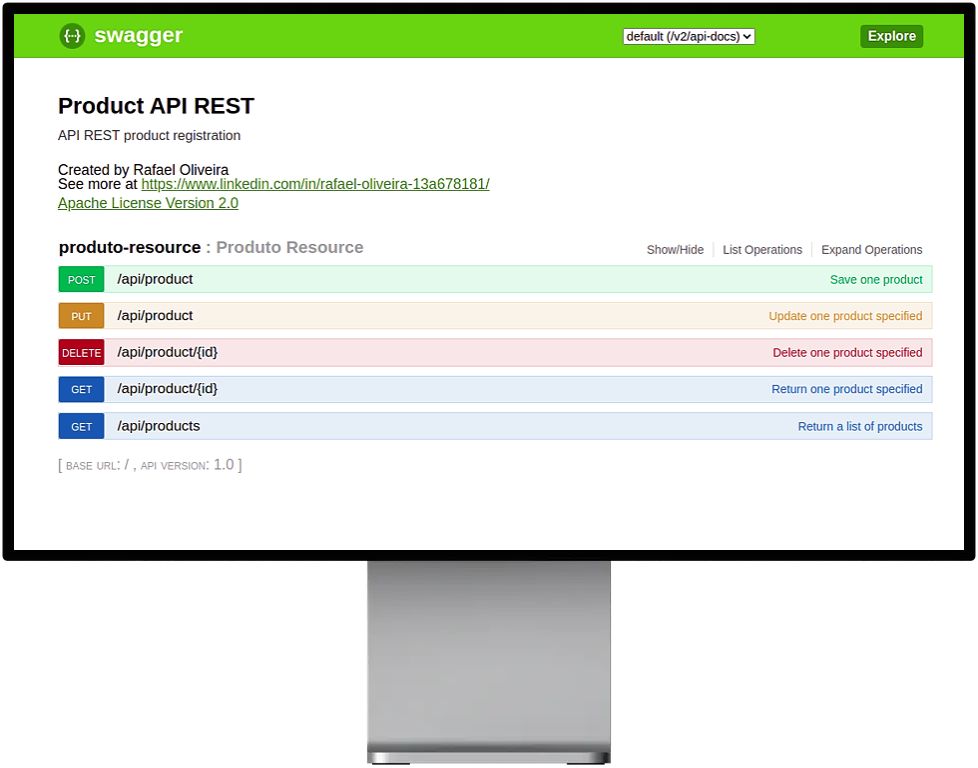 {···} swagger default (/v2/api-docs) Explore
Product API REST
API REST product registration
Created by Rafael Oliveira
See more at https://www.linkedin.com/in/rafael-oliveira-13a678181/
Apache License Version 2.0
produto-resource : Produto Resource Show/Hide List Operations Expand Operations
POST /api/product Save one product
PUT /api/product Update one product specified
DELETE /api/product/{id} Delete one product specified
GET /api/product/{id} Return one product specified
GET /api/products Return a list of products
[ BASE URL: / , API VERSION: 1.0 ]